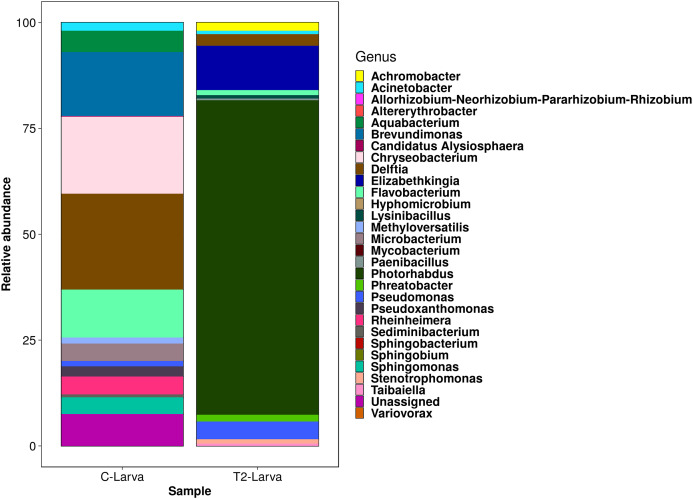 100
75
50
25
0
Relative abundance
C-Larva
T2-Larva
Sample
Genus
Achromobacter
Acinetobacter
Allorhizobium-Neorhizobium-Pararhizobium-Rhizobium
Altererythrobacter
Aquabacterium
Brevundimonas
Candidatus Alysiosphaera
Chryseobacterium
Delftia
Elizabethkingia
Flavobacterium
Hyphomicrobium
Lysinibacillus
Methyloversatilis
Microbacterium
Mycobacterium
Paenibacillus
Photorhabdus
Phreatobacter
Pseudomonas
Pseudoxanthomonas
Rheinheimera
Sediminibacterium
Sphingobacterium
Sphingobium
Sphingomonas
Stenotrophomonas
Taibaiella
Unassigned
Variovorax